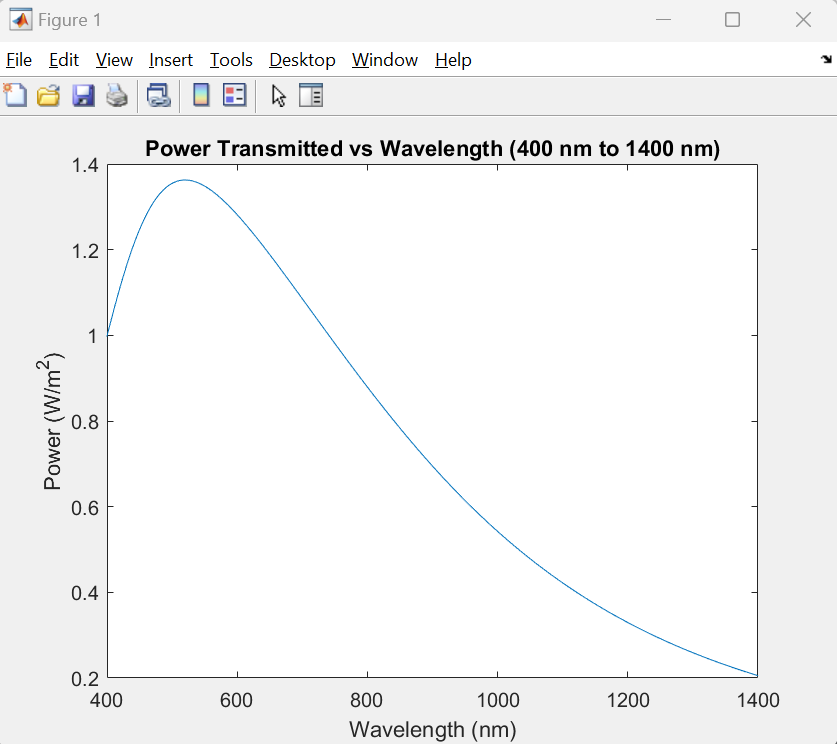 Figure 1
File Edit View Insert Tools Desktop Window Help
Power Transmitted vs Wavelength (400 nm to 1400 nm)
1.4
1.2
1
0.8
0.6
0.4
0.2
Power (W/m²)
400 600 800 1000 1200 1400
Wavelength (nm)